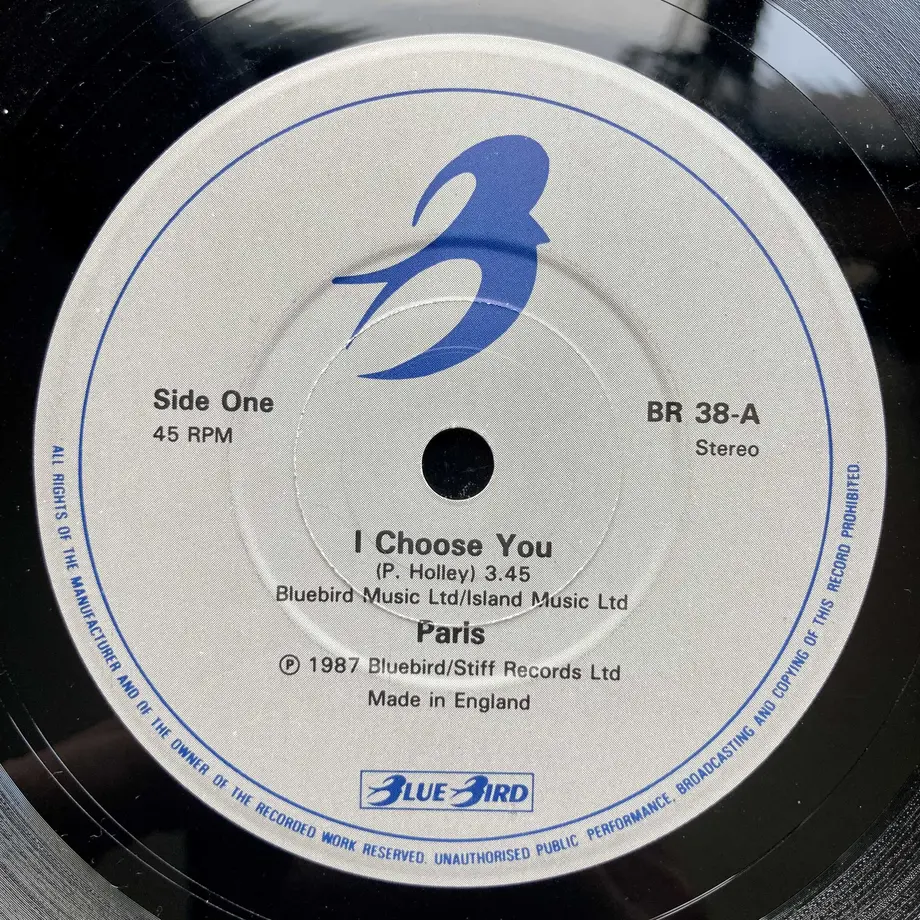 Side One
45 RPM
BR 38-A
Stereo
I Choose You
(P. Holley) 3.45
Bluebird Music Ltd/Island Music Ltd
Paris
Ⓟ 1987 Bluebird/Stiff Records Ltd
Made in England
BLUE BIRD
ALL RIGHTS OF THE MANUFACTURER AND OF THE OWNER OF THE RECORDED WORK RESERVED. UNAUTHORISED PUBLIC PERFORMANCE, BROADCASTING AND COPYING OF THIS RECORD PROHIBITED.